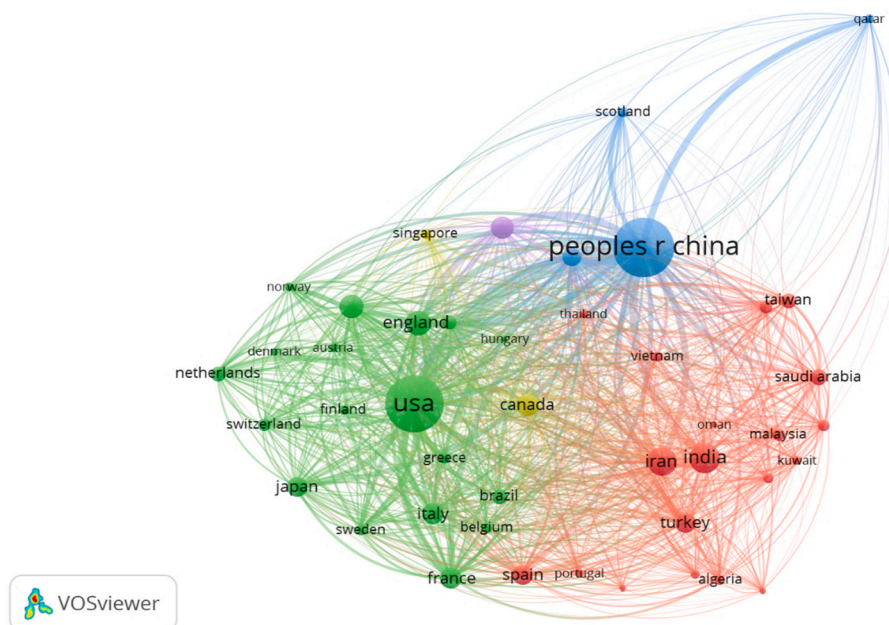 qatar
scotland
singapore
peoples r china
norway
taiwan
thailand
england
hungary
austria
denmark
vietnam
netherlands
saudi arabia
usa
canada
finland
switzerland
oman
malaysia
greece
iran
india
kuwait
japan
brazil
italy
turkey
sweden
belgium
france
spain
portugal
algeria
VOSviewer